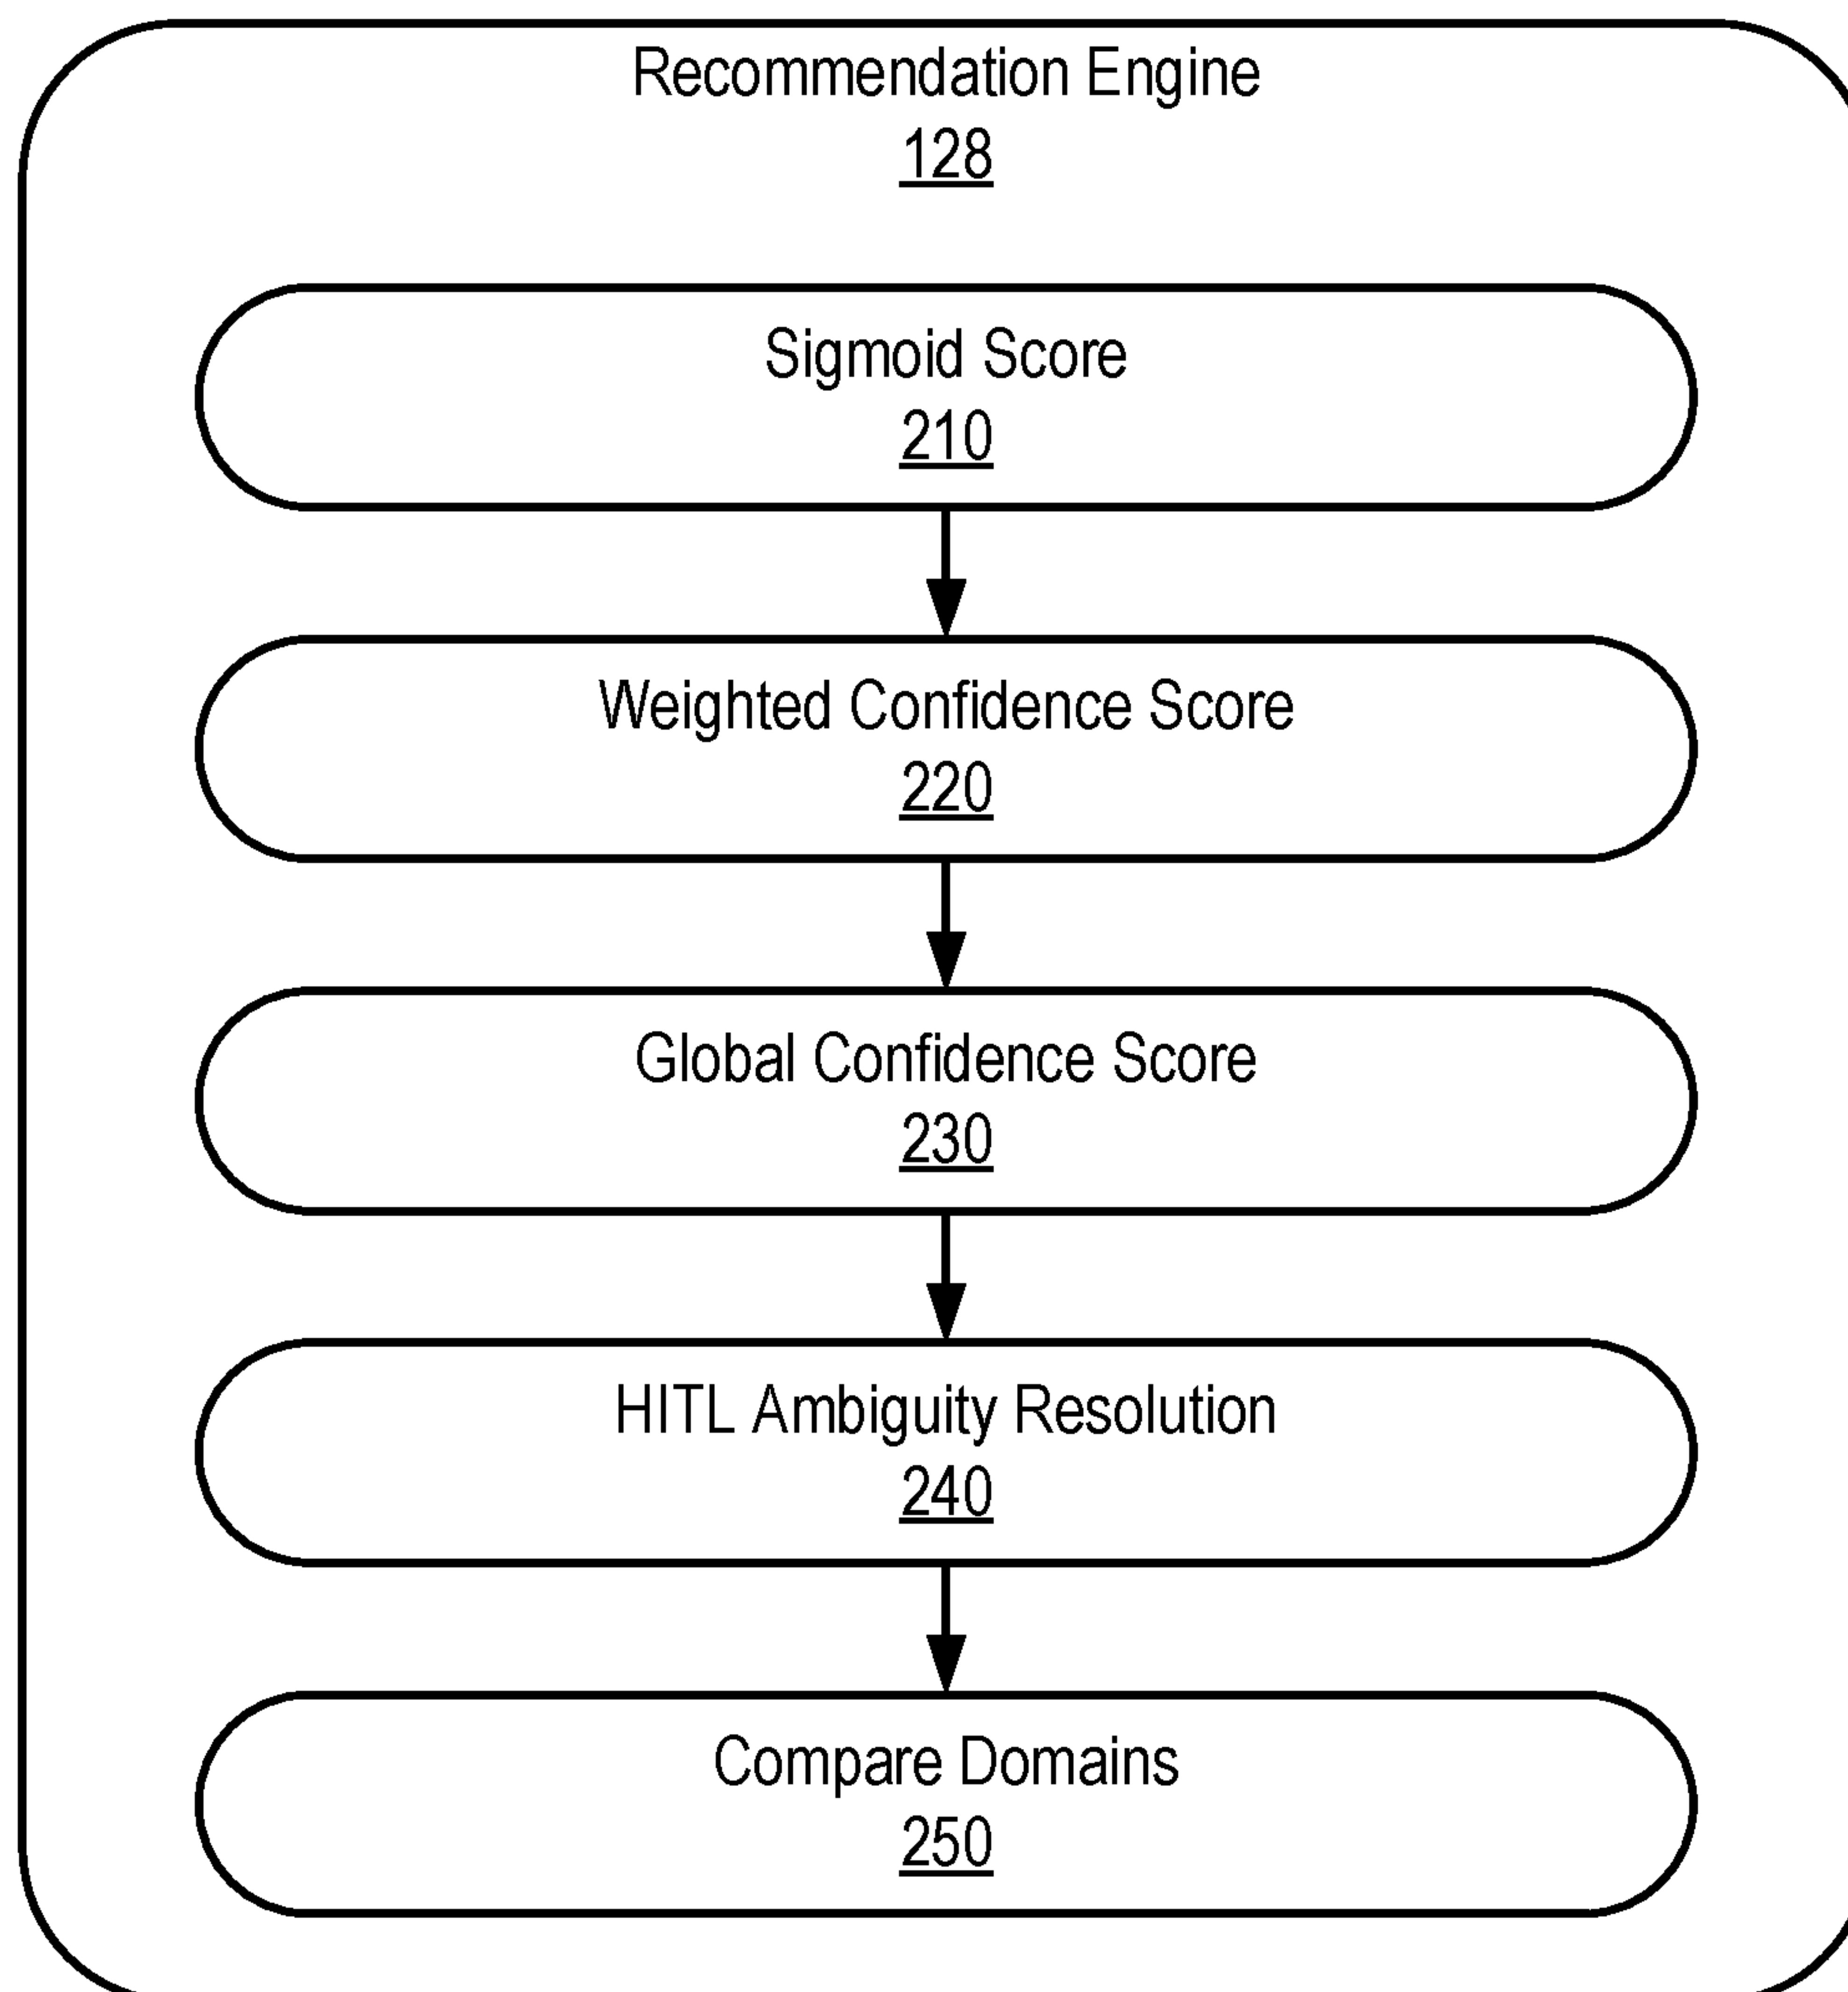 Recommendation Engine
128
Sigmoid Score
210
Weighted Confidence Score
220
Global Confidence Score
230
HITL Ambiguity Resolution
240
Compare Domains
250